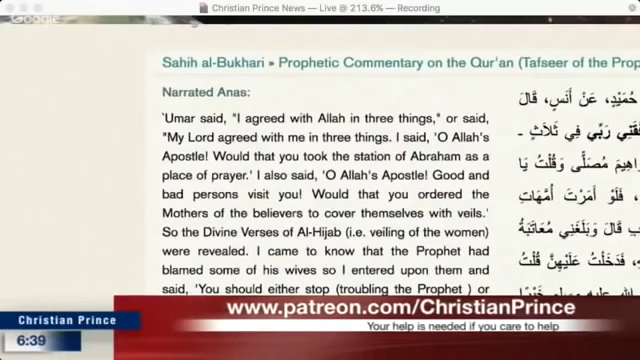 Christian Prince News — Live @ 213.6% — Recording
Google
Sahih al-Bukhari » Prophetic Commentary on the Qur'an (Tafseer of the Prop
Narrated Anas:
`Umar said, "I agreed with Allah in three things," or said,
"My Lord agreed with me in three things. I said, 'O Allah's
Apostle! Would that you took the station of Abraham as a
place of prayer.' I also said, 'O Allah's Apostle! Good and
bad persons visit you! Would that you ordered the
Mothers of the believers to cover themselves with veils.'
So the Divine Verses of Al-Hijab (i.e. veiling of the women)
were revealed. I came to know that the Prophet had
blamed some of his wives so I entered upon them and
said, 'You should either stop (troubling the Prophet ) or
حُمَيْدٍ، عَنْ أَنَسٍ، قَالَ
رَبِّي فِي ثَلاَثٍ ـ
مُصَلًّى وَقُلْتُ يَا
فَلَوْ أَمَرْتَ أُمَّهَاتِ
قَالَ وَبَلَغَنِي مُعَاتَبَةُ
فَدَخَلْتُ عَلَيْهِنَّ قُلْتُ
الله عليه وسلم خَيْرًا
www.patreon.com/ChristianPrince
Your help is needed if you care to help
Christian Prince
6:39